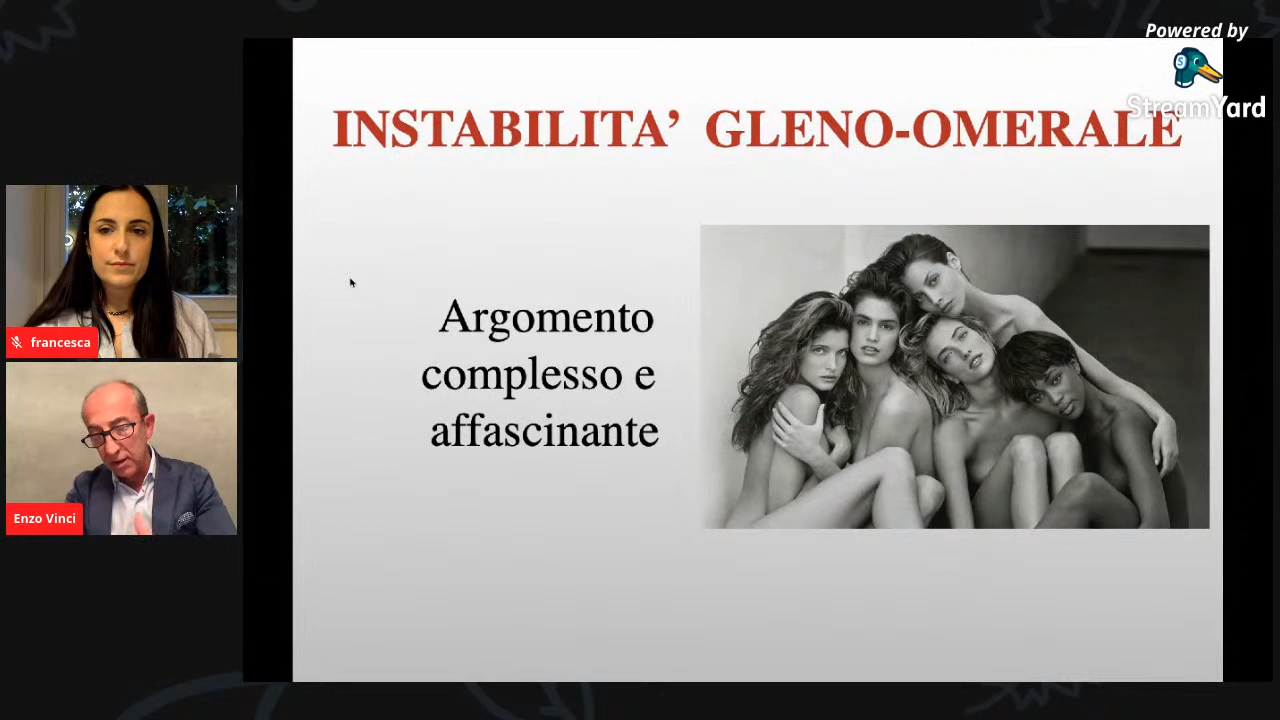 Powered by
StreamYard
INSTABILITA’ GLENO-OMERALE
Argomento
complesso e
affascinante
francesca
Enzo Vinci